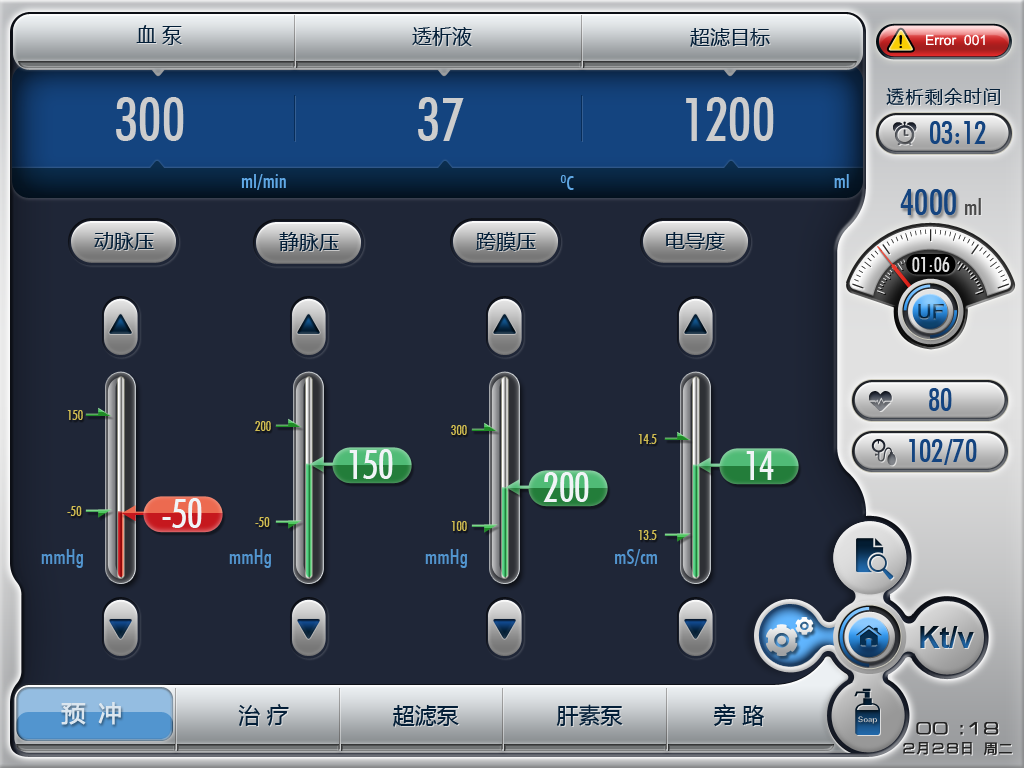 血 泵
透析液
超滤目标
Error 001
300
37
1200
ml/min
⁰C
ml
透析剩余时间
03:12
4000 ml
01:06
UF
动脉压
静脉压
跨膜压
电导度
150
-50
-50
mmHg
200
150
-50
mmHg
300
200
100
mmHg
14.5
14
13.5
mS/cm
80
102/70
Kt/v
Soap
预 冲
治 疗
超滤泵
肝素泵
旁 路
00 :18
2月28日 周二